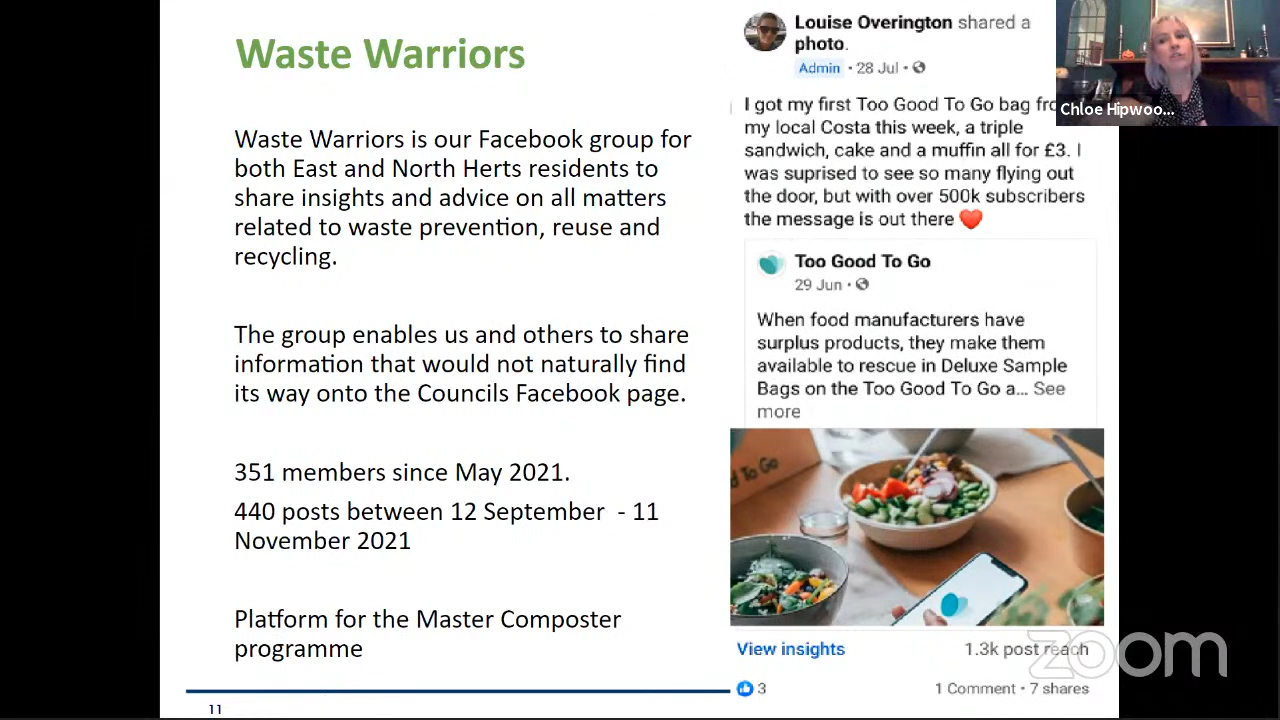 Waste Warriors
Waste Warriors is our Facebook group for
both East and North Herts residents to
share insights and advice on all matters
related to waste prevention, reuse and
recycling.
The group enables us and others to share
information that would not naturally find
its way onto the Councils Facebook page.
351 members since May 2021.
440 posts between 12 September - 11
November 2021
Platform for the Master Composter
programme
11
Louise Overington shared a
photo.
Admin · 28 Jul ·
I got my first Too Good To Go bag fro
my local Costa this week, a triple
sandwich, cake and a muffin all for £3. I
was suprised to see so many flying out
the door, but with over 500k subscribers
the message is out there ❤️
Too Good To Go
29 Jun ·
When food manufacturers have
surplus products, they make them
available to rescue in Deluxe Sample
Bags on the Too Good To Go a... See
more
To Go
View insights
1.3k post reach
3
1 Comment · 7 shares
Chloe Hipwoo...
zoom